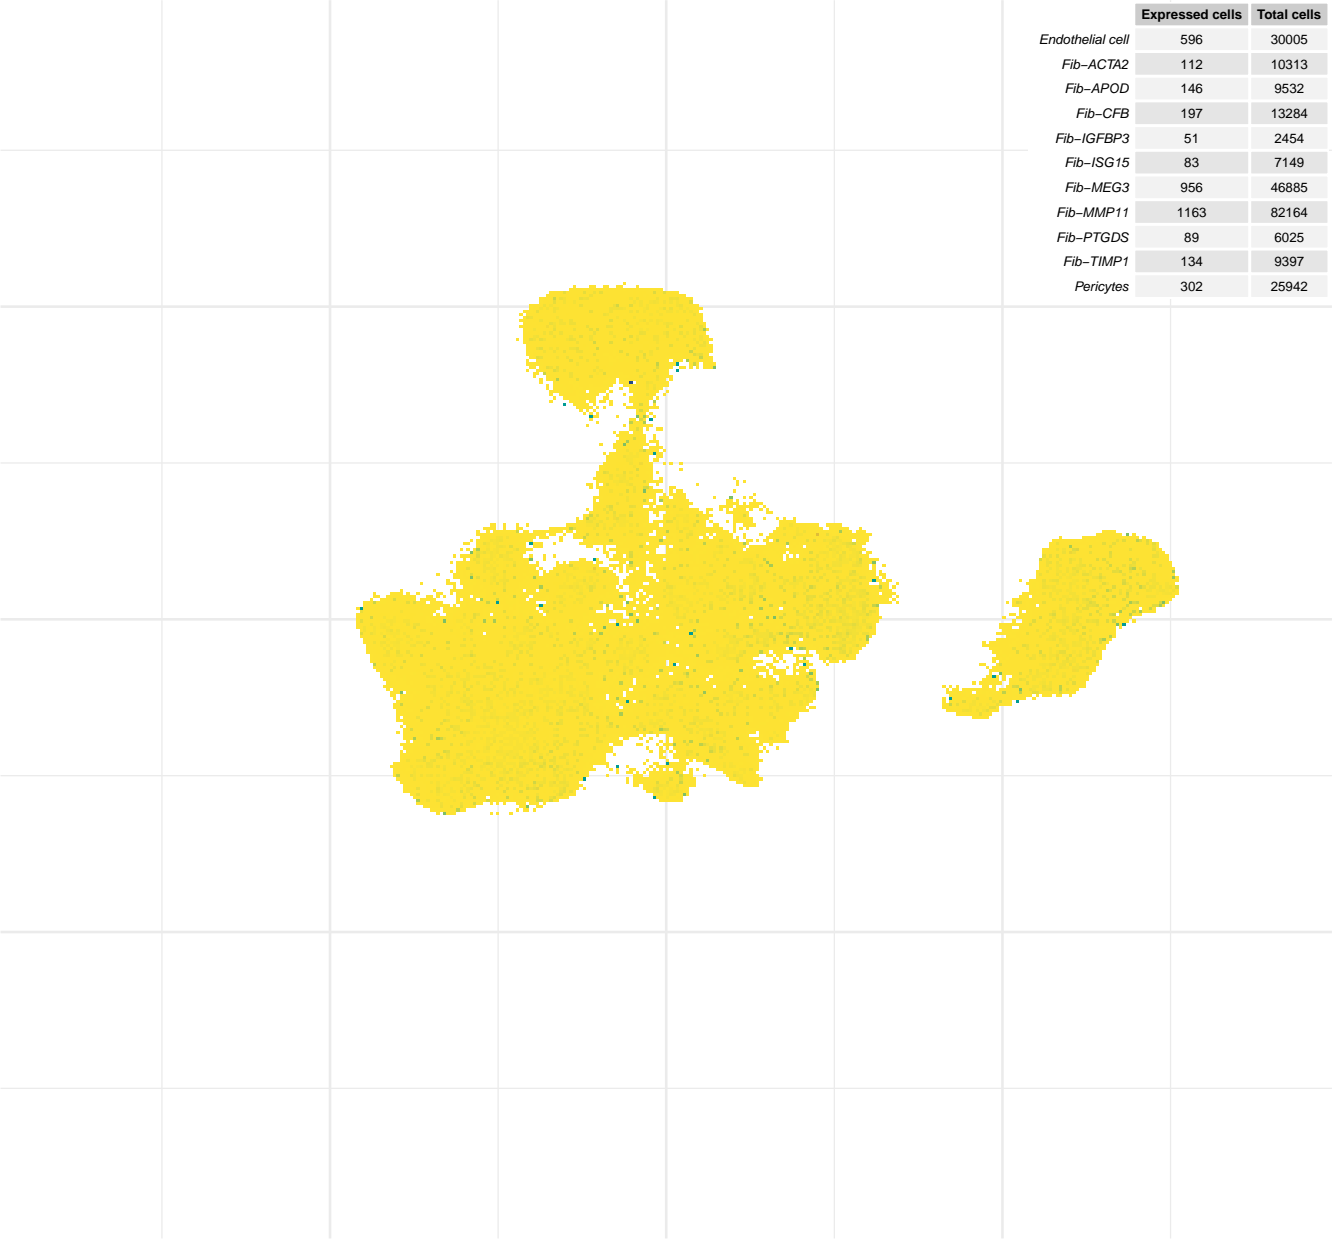 Expressed cells Total cells
Endothelial cell 596 30005
Fib−ACTA2 112 10313
Fib−APOD 146 9532
Fib−CFB 197 13284
Fib−IGFBP3 51 2454
Fib−ISG15 83 7149
Fib−MEG3 956 46885
Fib−MMP11 1163 82164
Fib−PTGDS 89 6025
Fib−TIMP1 134 9397
Pericytes 302 25942